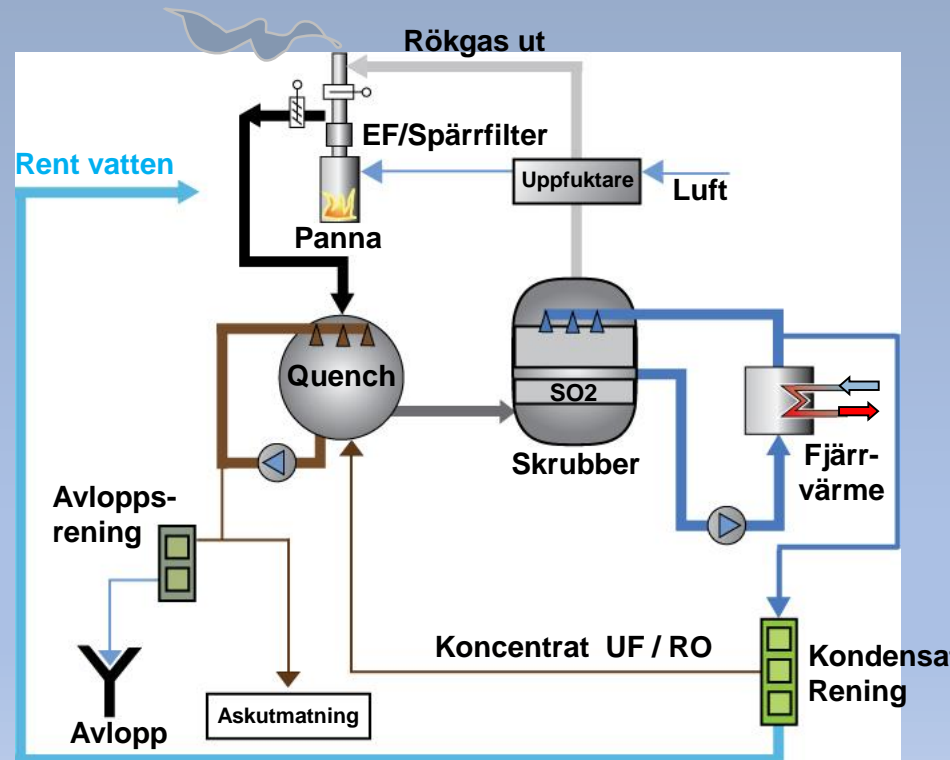 Rökgas ut
EF/Spärrfilter
Rent vatten
Uppfuktare
Luft
Panna
Quench
SO2
Skrubber
Fjärr-
värme
Avlopps-
rening
Koncentrat UF / RO
Kondensat
Rening
Askutmatning
Avlopp